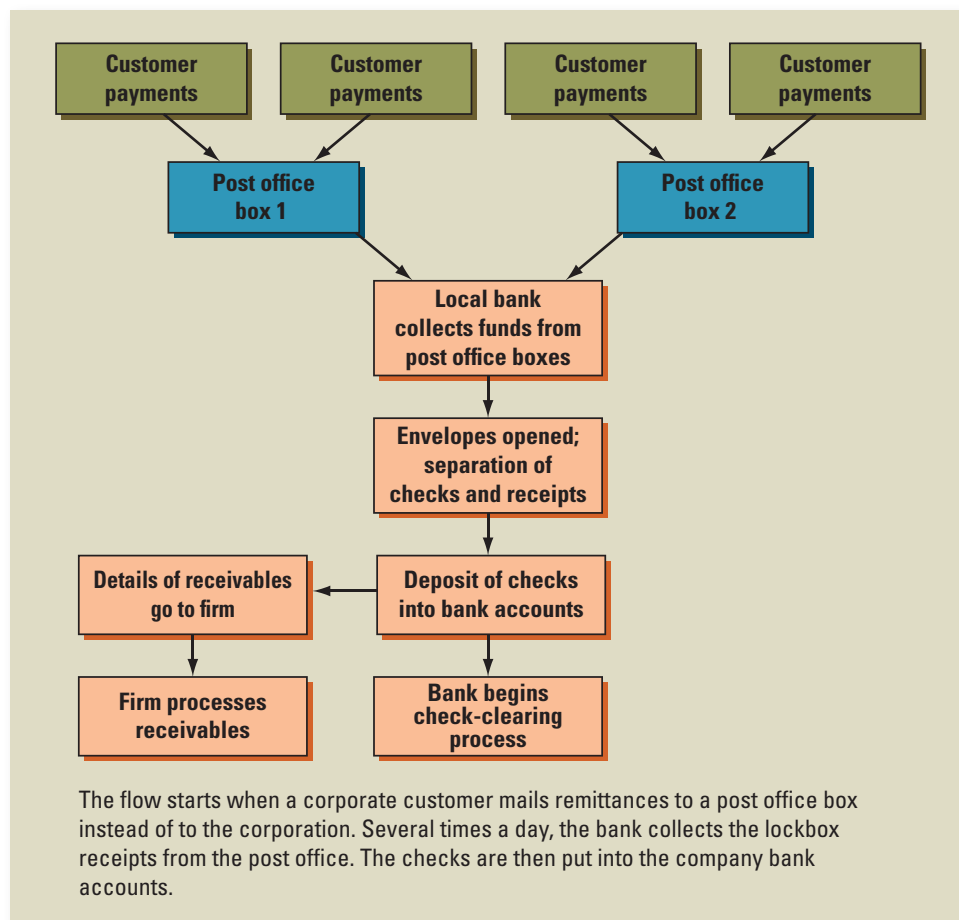 Customer
payments
Customer
payments
Customer
payments
Customer
payments
Post office
box 1
Post office
box 2
Local bank
collects funds from
post office boxes
Envelopes opened;
separation of
checks and receipts
Details of receivables
go to firm
Deposit of checks
into bank accounts
Firm processes
receivables
Bank begins
check-clearing
process
The flow starts when a corporate customer mails remittances to a post office box
instead of to the corporation. Several times a day, the bank collects the lockbox
receipts from the post office. The checks are then put into the company bank
accounts.